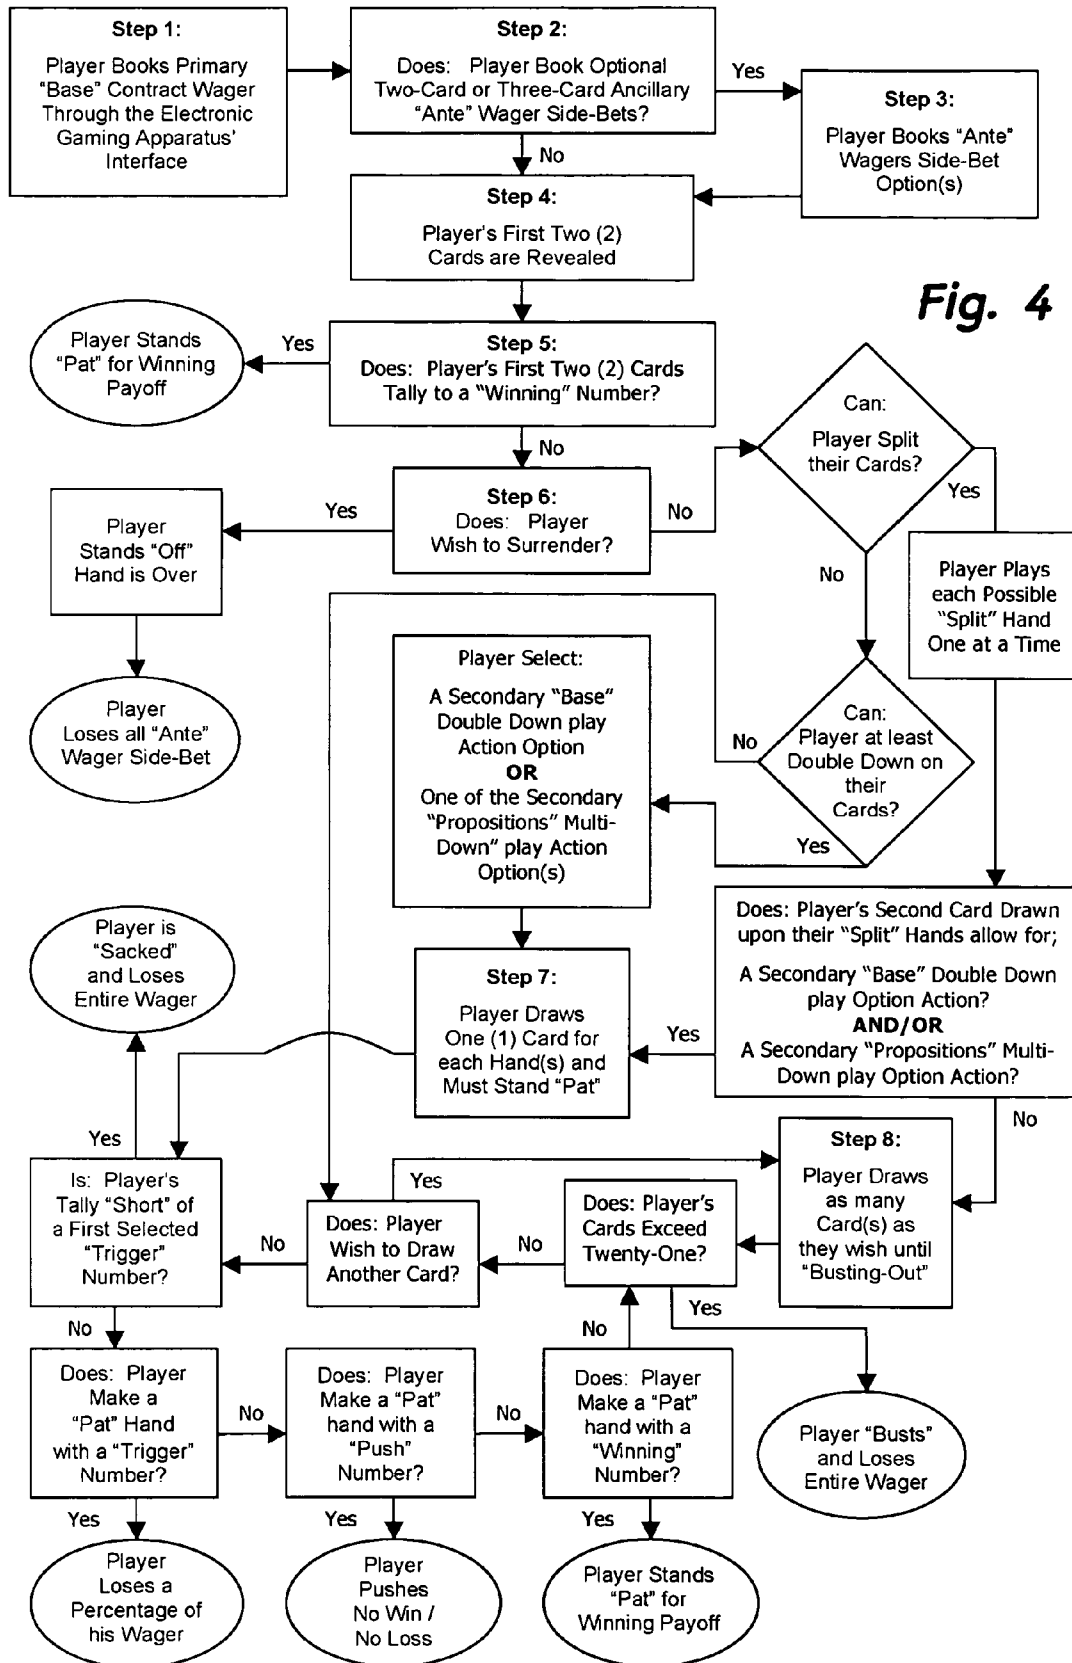 Step 1:
Player Books Primary
“Base” Contract Wager
Through the Electronic
Gaming Apparatus’
Interface
Step 2:
Does: Player Book Optional
Two-Card or Three-Card Ancillary
“Ante” Wager Side-Bets?
Yes
No
Step 3:
Player Books “Ante”
Wagers Side-Bet
Option(s)
Step 4:
Player’s First Two (2)
Cards are Revealed
Fig. 4
Step 5:
Does: Player’s First Two (2) Cards
Tally to a “Winning” Number?
Yes
Player Stands
“Pat” for Winning
Payoff
No
Step 6:
Does: Player
Wish to Surrender?
Yes
Player
Stands “Off”
Hand is Over
Player
Loses all “Ante”
Wager Side-Bet
No
Can:
Player Split
their Cards?
Yes
Player Plays
each Possible
“Split” Hand
One at a Time
No
Can:
Player at least
Double Down on
their
Cards?
No
Yes
Player Select:
A Secondary “Base”
Double Down play
Action Option
OR
One of the Secondary
“Propositions” Multi-
Down” play Action
Option(s)
Does: Player’s Second Card Drawn
upon their “Split” Hands allow for;
A Secondary “Base” Double Down
play Option Action?
AND/OR
A Secondary “Propositions” Multi-
Down play Option Action?
Yes
No
Step 7:
Player Draws
One (1) Card for
each Hand(s) and
Must Stand “Pat”
Player is
“Sacked”
and Loses
Entire Wager
Yes
Is: Player’s
Tally “Short” of
a First Selected
“Trigger”
Number?
No
Does: Player
Wish to Draw
Another Card?
Yes
No
Does: Player’s
Cards Exceed
Twenty-One?
No
Yes
Step 8:
Player Draws
as many
Card(s) as
they wish until
“Busting-Out”
Player “Busts”
and Loses
Entire Wager
Does: Player
Make a
“Pat” Hand
with a “Trigger”
Number?
No
Yes
Does: Player
Make a “Pat”
hand with a
“Push”
Number?
No
Yes
Does: Player
Make a “Pat”
hand with a
“Winning”
Number?
No
Yes
Player
Loses a
Percentage of
his Wager
Player
Pushes
No Win /
No Loss
Player Stands
“Pat” for
Winning Payoff